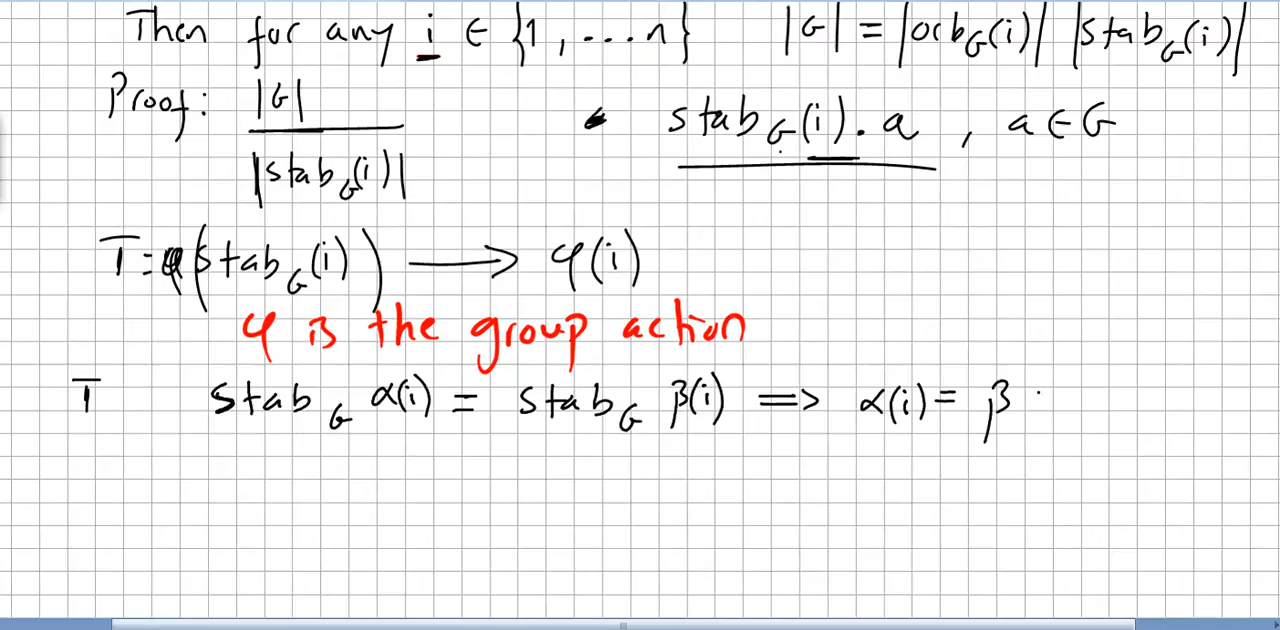 Then for any i ∈ {1, ... n} |G| = |orb_G(i)| |stab_G(i)|
Proof: |G| / |stab_G(i)| stab_G(i). a , a ∈ G
T = φ(stab_G(i)) ⟶ φ(i)
φ is the group action
T stab_G α(i) = stab_G β(i) ⟹ α(i) = β